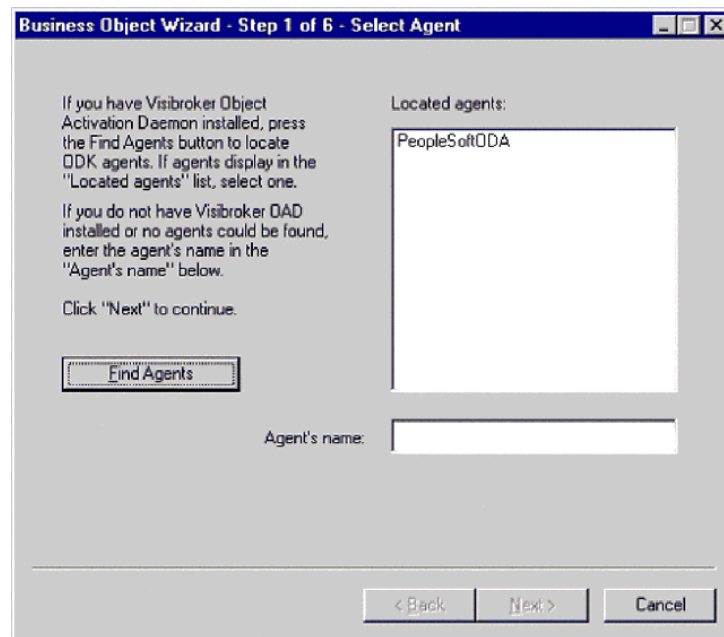 Business Object Wizard - Step 1 of 6 - Select Agent
If you have Visibroker Object
Activation Daemon installed, press
the Find Agents button to locate
ODK agents. If agents display in the
"Located agents" list, select one.
If you do not have Visibroker OAD
installed or no agents could be found,
enter the agent's name in the
"Agent's name" below.
Click "Next" to continue.
Find Agents
Located agents:
PeopleSoftODA
Agent's name:
< Back
Next >
Cancel